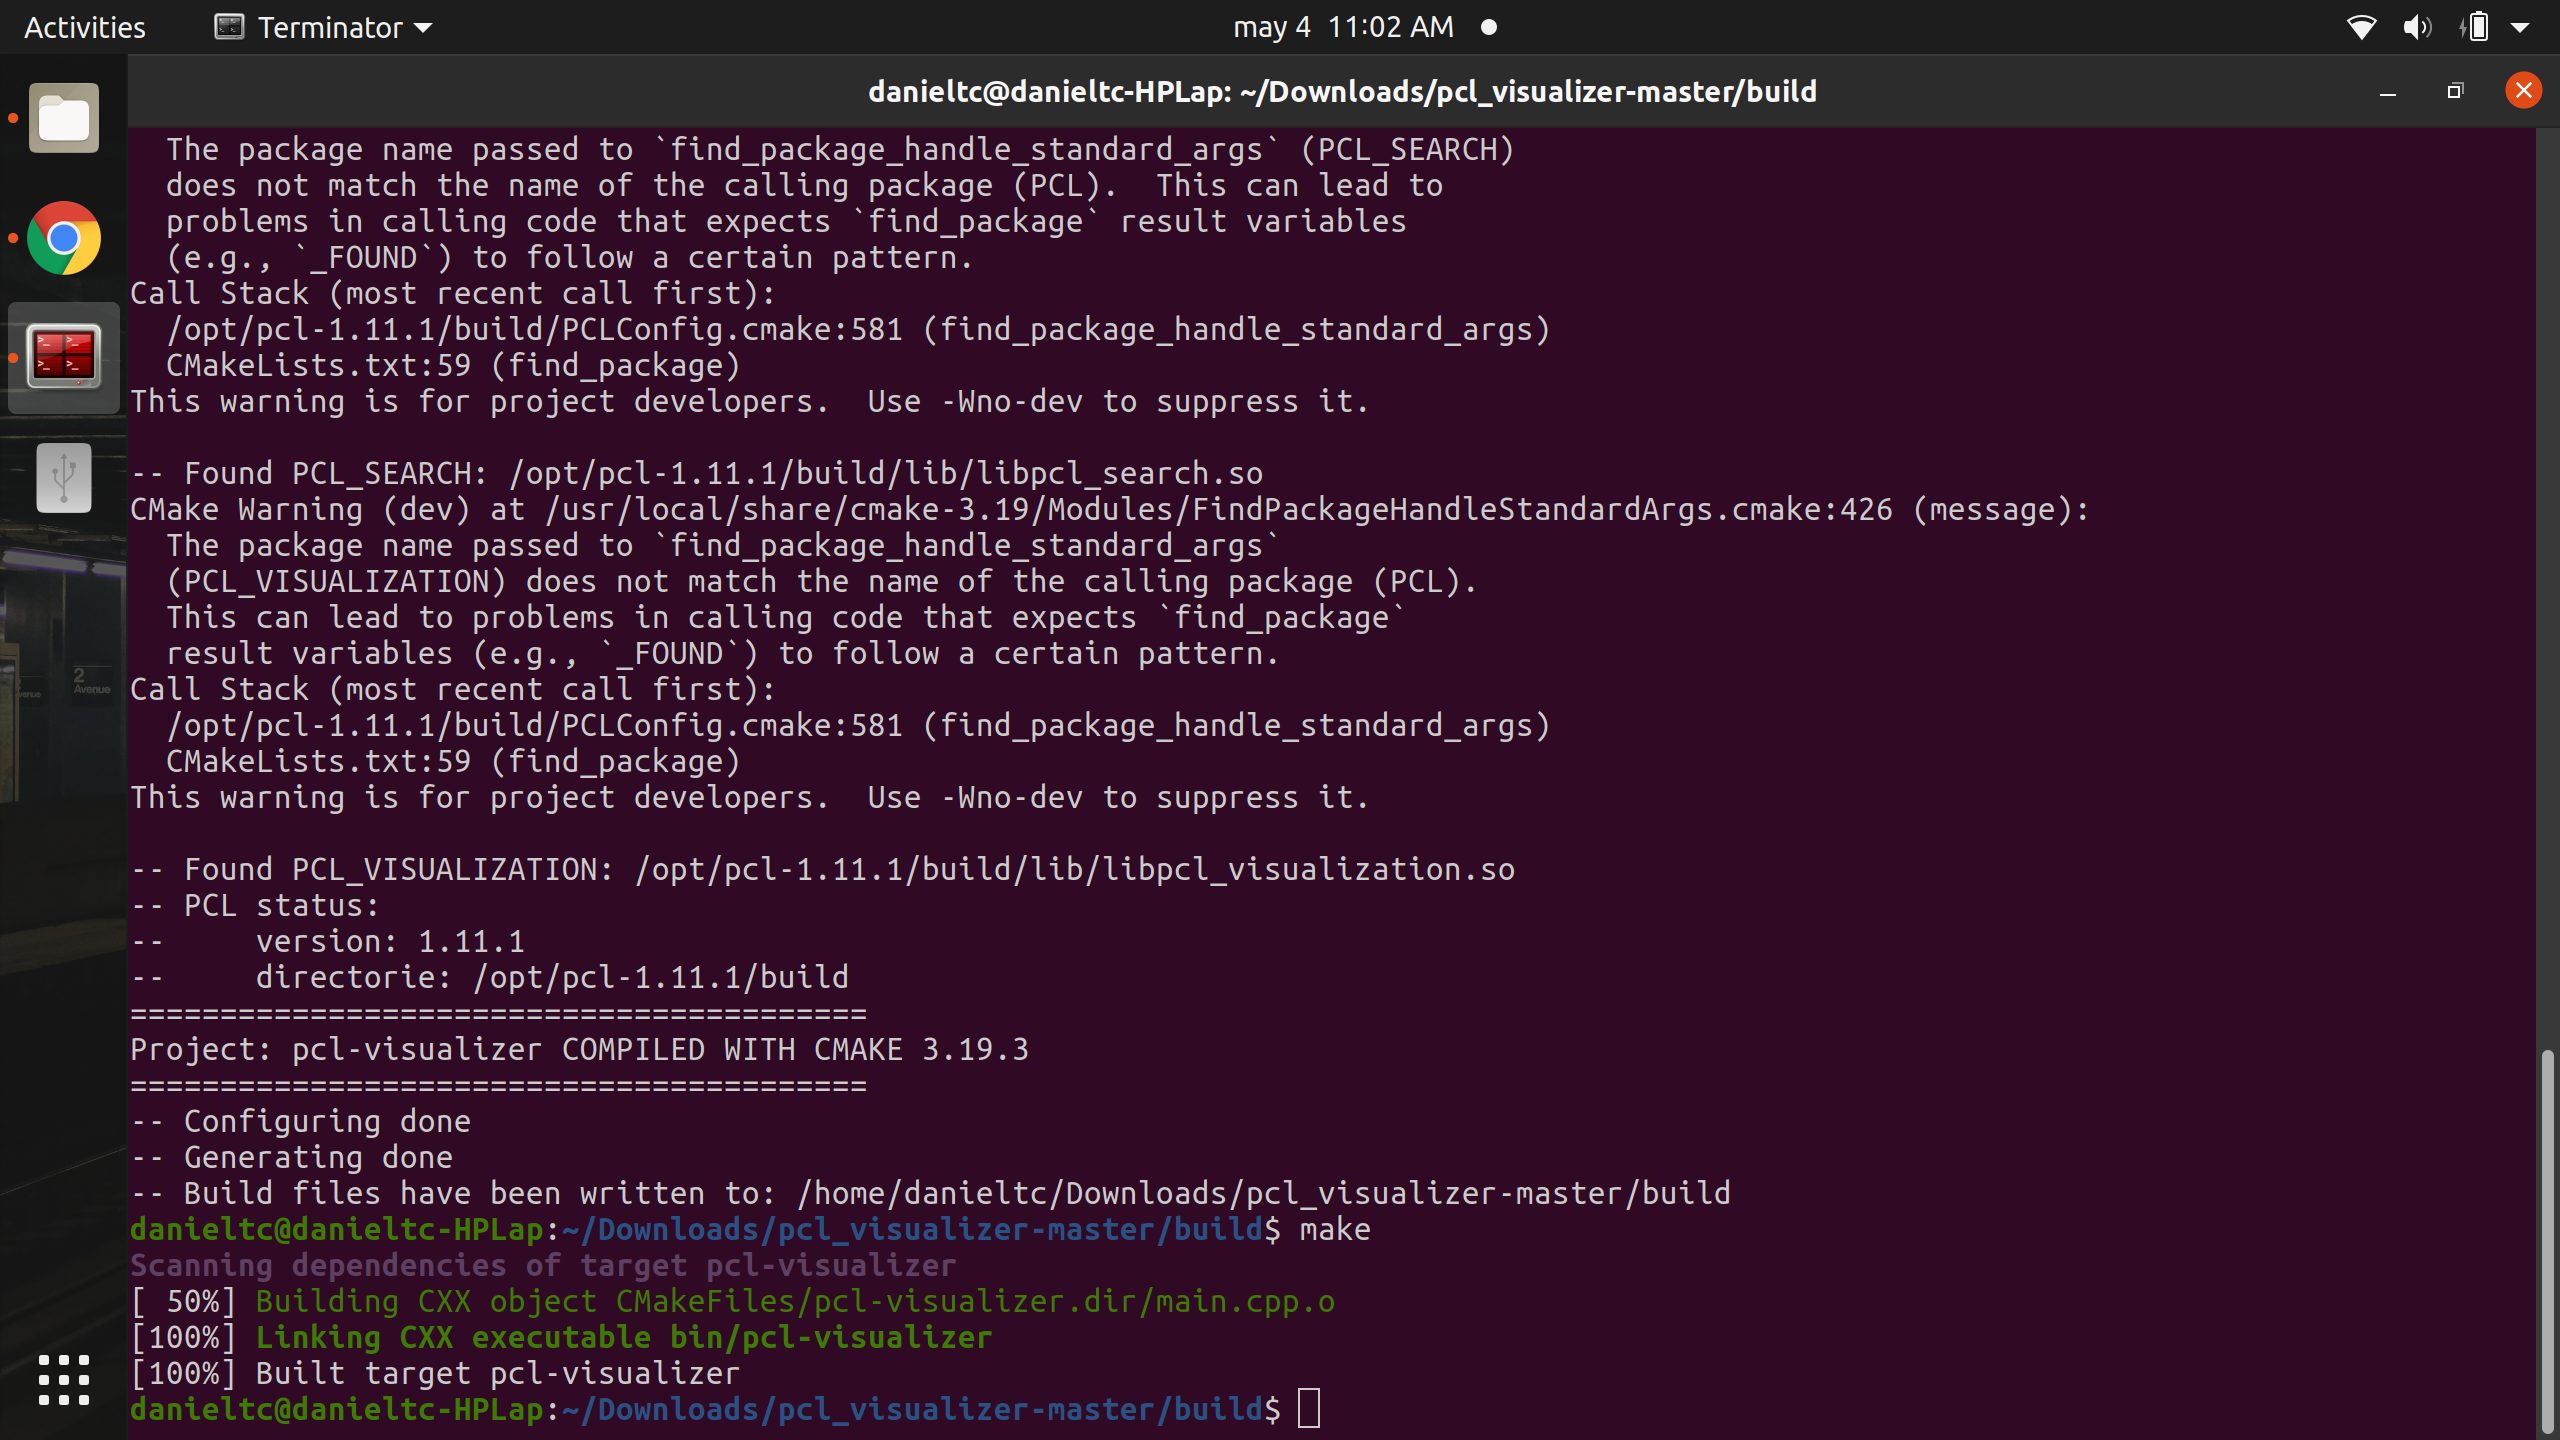 Activities
Terminator
may 4 11:02 AM
danieltc@danieltc-HPLap: ~/Downloads/pcl_visualizer-master/build
The package name passed to `find_package_handle_standard_args` (PCL_SEARCH)
does not match the name of the calling package (PCL).  This can lead to
problems in calling code that expects `find_package` result variables
(e.g., `_FOUND`) to follow a certain pattern.
Call Stack (most recent call first):
/opt/pcl-1.11.1/build/PCLConfig.cmake:581 (find_package_handle_standard_args)
CMakeLists.txt:59 (find_package)
This warning is for project developers.  Use -Wno-dev to suppress it.
-- Found PCL_SEARCH: /opt/pcl-1.11.1/build/lib/libpcl_search.so
CMake Warning (dev) at /usr/local/share/cmake-3.19/Modules/FindPackageHandleStandardArgs.cmake:426 (message):
The package name passed to `find_package_handle_standard_args`
(PCL_VISUALIZATION) does not match the name of the calling package (PCL).
This can lead to problems in calling code that expects `find_package`
result variables (e.g., `_FOUND`) to follow a certain pattern.
Call Stack (most recent call first):
/opt/pcl-1.11.1/build/PCLConfig.cmake:581 (find_package_handle_standard_args)
CMakeLists.txt:59 (find_package)
This warning is for project developers.  Use -Wno-dev to suppress it.
-- Found PCL_VISUALIZATION: /opt/pcl-1.11.1/build/lib/libpcl_visualization.so
-- PCL status:
--     version: 1.11.1
--     directorie: /opt/pcl-1.11.1/build
=========================================
Project: pcl-visualizer COMPILED WITH CMAKE 3.19.3
=========================================
-- Configuring done
-- Generating done
-- Build files have been written to: /home/danieltc/Downloads/pcl_visualizer-master/build
danieltc@danieltc-HPLap:~/Downloads/pcl_visualizer-master/build$ make
Scanning dependencies of target pcl-visualizer
[ 50%] Building CXX object CMakeFiles/pcl-visualizer.dir/main.cpp.o
[100%] Linking CXX executable bin/pcl-visualizer
[100%] Built target pcl-visualizer
danieltc@danieltc-HPLap:~/Downloads/pcl_visualizer-master/build$
2
Avenue